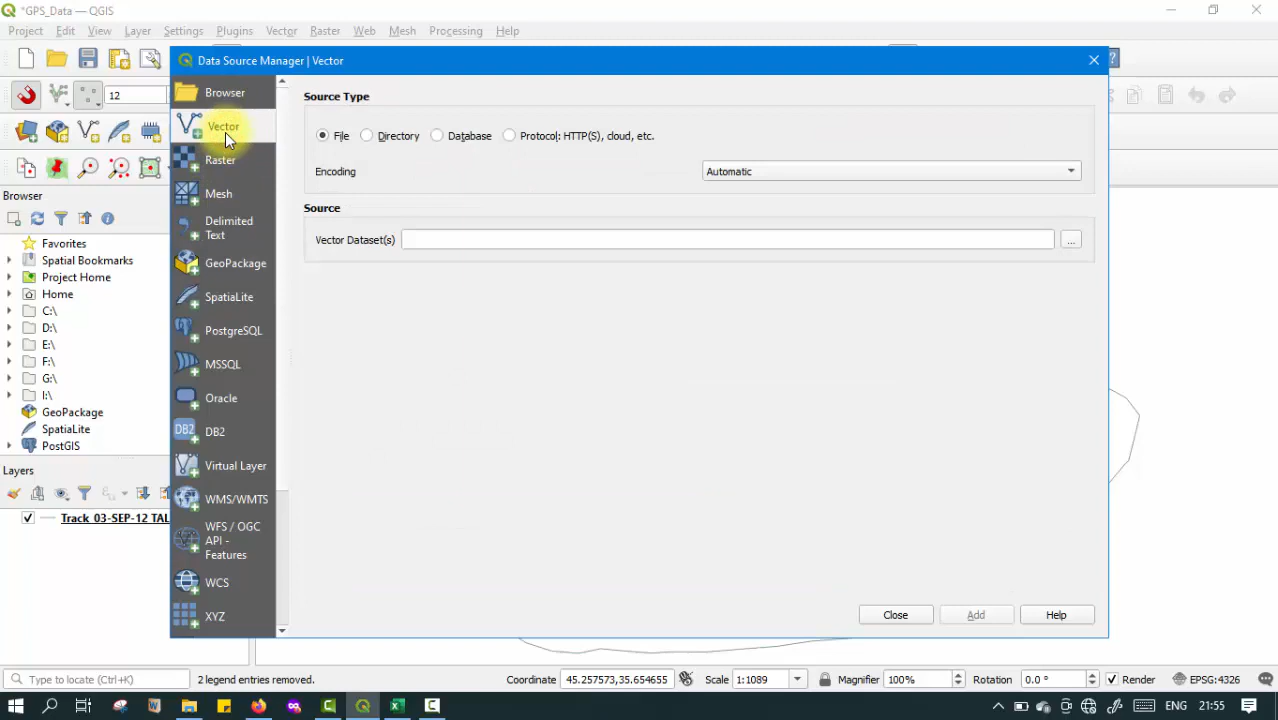 *GPS_Data — QGIS
Project Edit View Layer Settings Plugins Vector Raster Web Mesh Processing Help
Data Source Manager | Vector
12
Browser
Favorites
Spatial Bookmarks
Project Home
Home
C:\
D:\
E:\
F:\
G:\
I:\
GeoPackage
SpatiaLite
PostGIS
Layers
Track_03-SEP-12 TAL
Browser
Vector
Raster
Mesh
Delimited
Text
GeoPackage
SpatiaLite
PostgreSQL
MSSQL
Oracle
DB2
DB2
Virtual Layer
WMS/WMTS
WFS / OGC
API -
Features
WCS
XYZ
Source Type
File Directory Database Protocol: HTTP(S), cloud, etc.
Encoding Automatic
Source
Vector Dataset(s) ...
Close Add Help
Type to locate (Ctrl+K) 2 legend entries removed. Coordinate 45.257573,35.654655 Scale 1:1089 Magnifier 100% Rotation 0.0 ° Render EPSG:4326
ENG 21:55